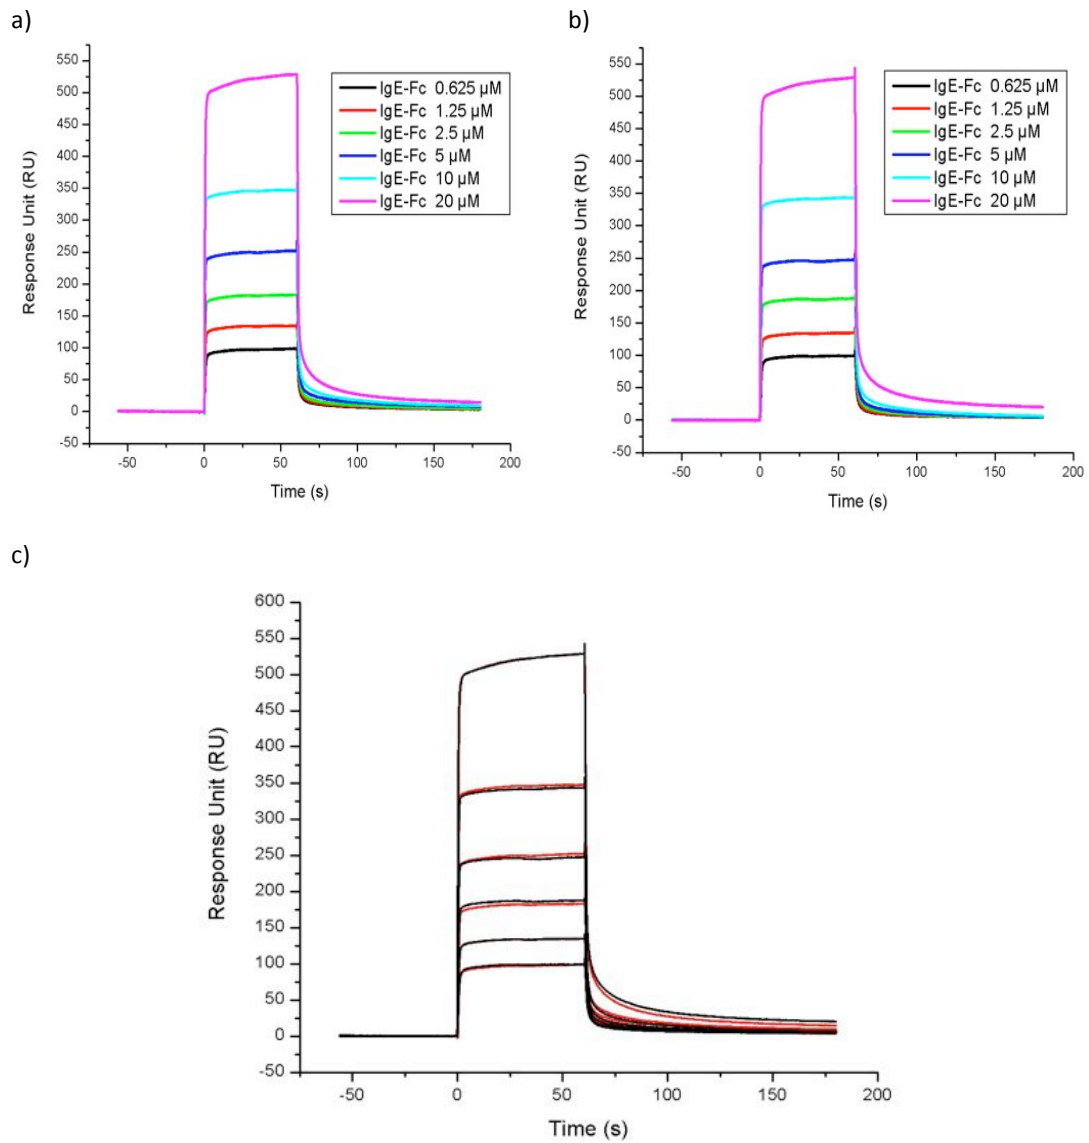 a)
550
500
450
400
350
300
250
200
150
100
50
0
-50
Response Unit (RU)
IgE-Fc 0.625 µM
IgE-Fc 1.25 µM
IgE-Fc 2.5 µM
IgE-Fc 5 µM
IgE-Fc 10 µM
IgE-Fc 20 µM
-50 0 50 100 150 200
Time (s)
b)
550
500
450
400
350
300
250
200
150
100
50
0
-50
Response Unit (RU)
IgE-Fc 0.625 µM
IgE-Fc 1.25 µM
IgE-Fc 2.5 µM
IgE-Fc 5 µM
IgE-Fc 10 µM
IgE-Fc 20 µM
-50 0 50 100 150 200
Time (s)
c)
600
550
500
450
400
350
300
250
200
150
100
50
0
-50
Response Unit (RU)
-50 0 50 100 150 200
Time (s)